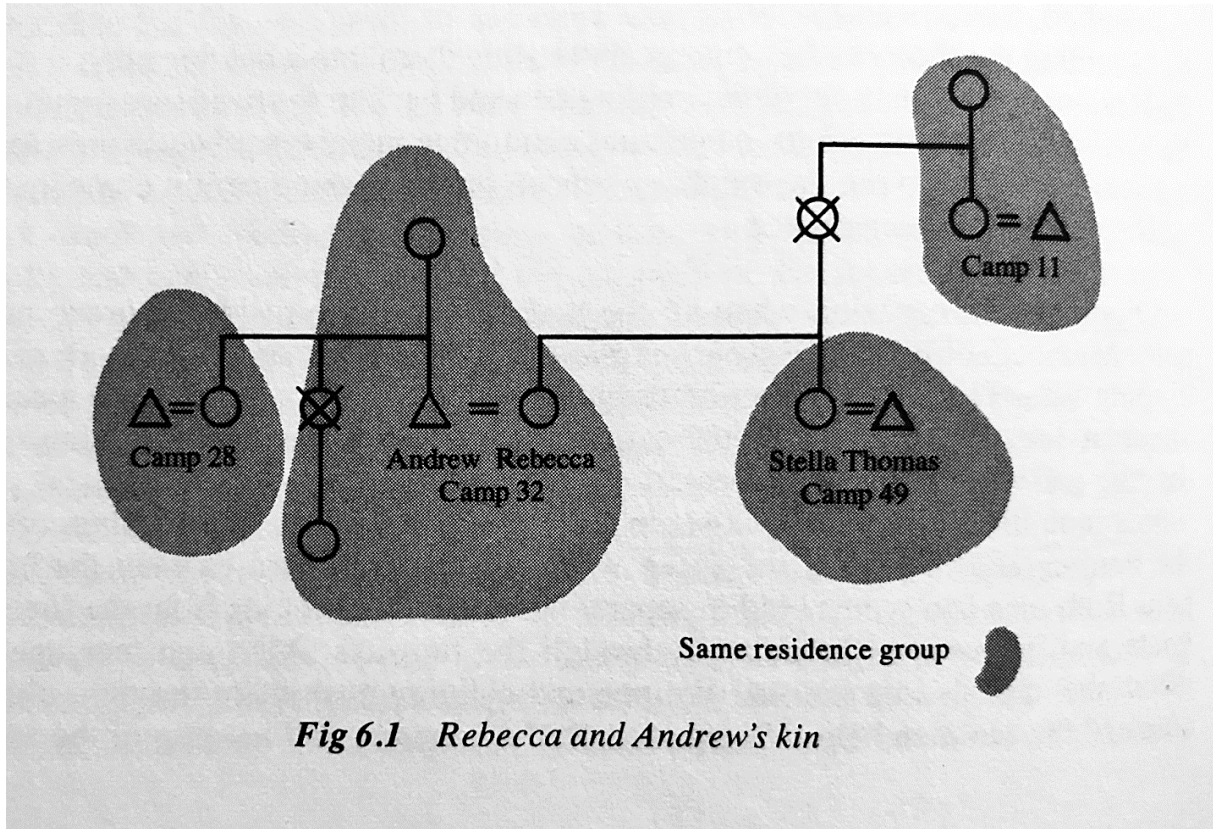 Camp 11
Camp 28
Andrew Rebecca
Camp 32
Stella Thomas
Camp 49
Same residence group
Fig 6.1 Rebecca and Andrew's kin